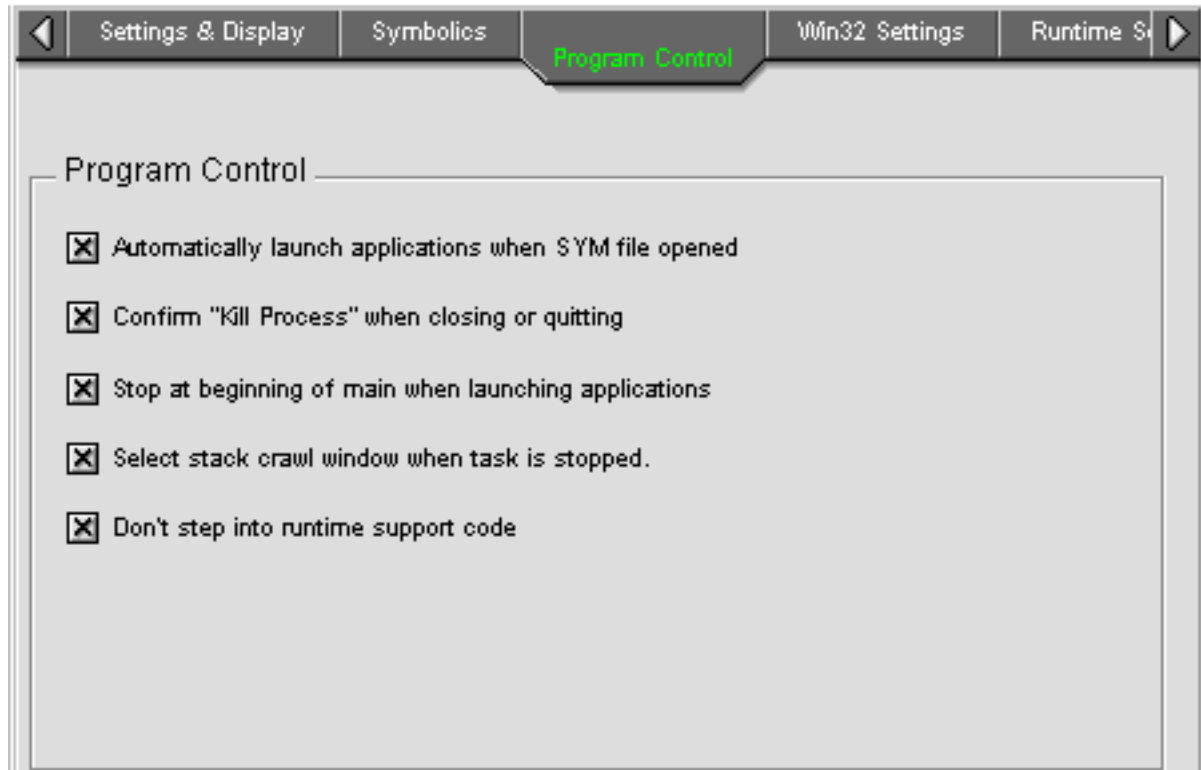 Settings & Display
Symbolics
Program Control
Win32 Settings
Runtime
Program Control
Automatically launch applications when SYM file opened
Confirm "Kill Process" when closing or quitting
Stop at beginning of main when launching applications
Select stack crawl window when task is stopped.
Don't step into runtime support code